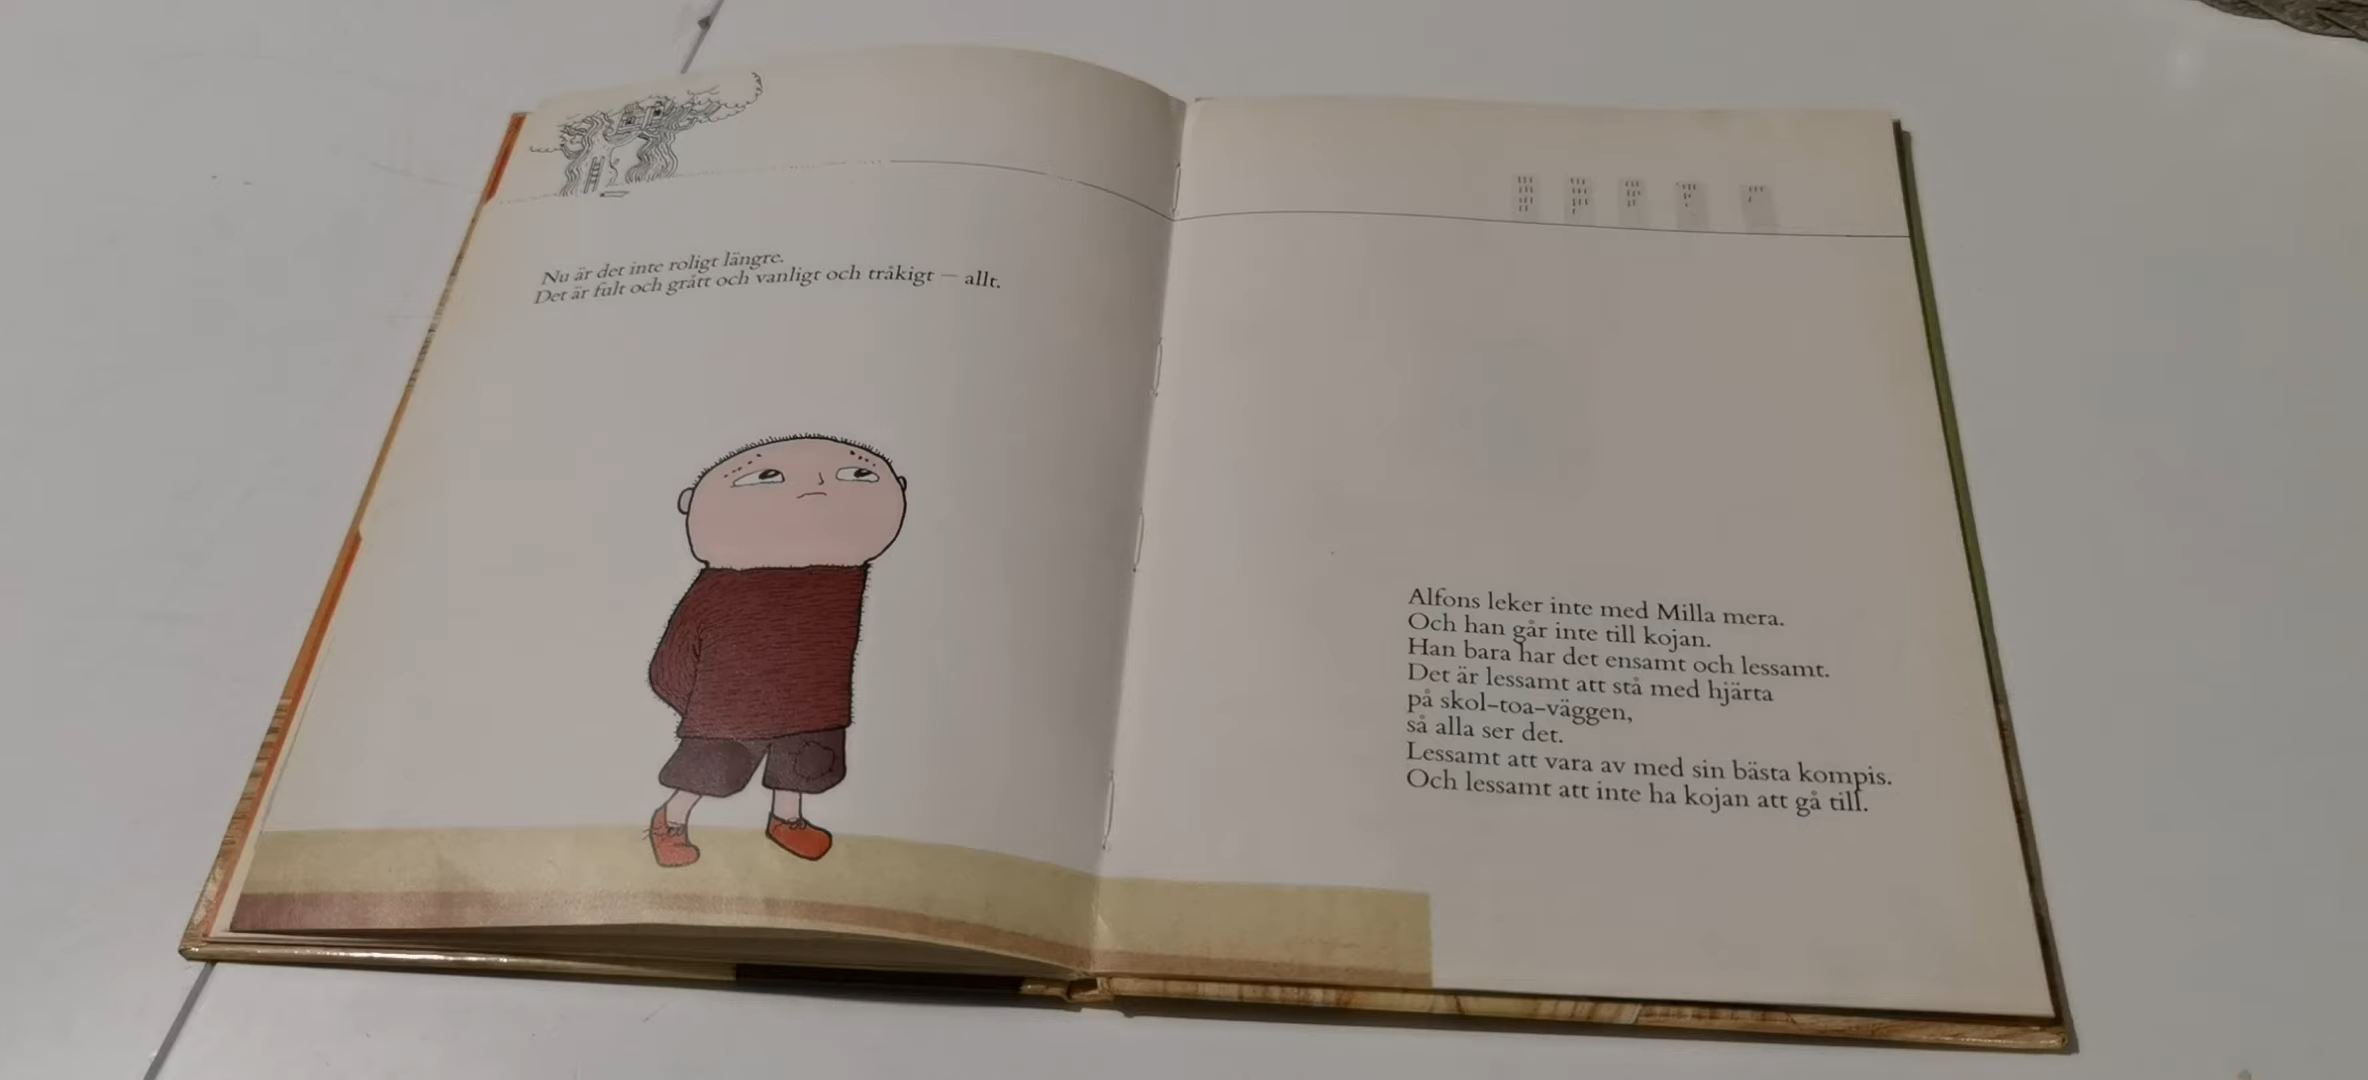 Nu är det inte roligt längre.
Det är fult och grått och vanligt och tråkigt — allt.
Alfons leker inte med Milla mera.
Och han går inte till kojan.
Han bara har det ensamt och lessamt.
Det är lessamt att stå med hjärta
på skol-toa-väggen,
så alla ser det.
Lessamt att vara av med sin bästa kompis.
Och lessamt att inte ha kojan att gå till.